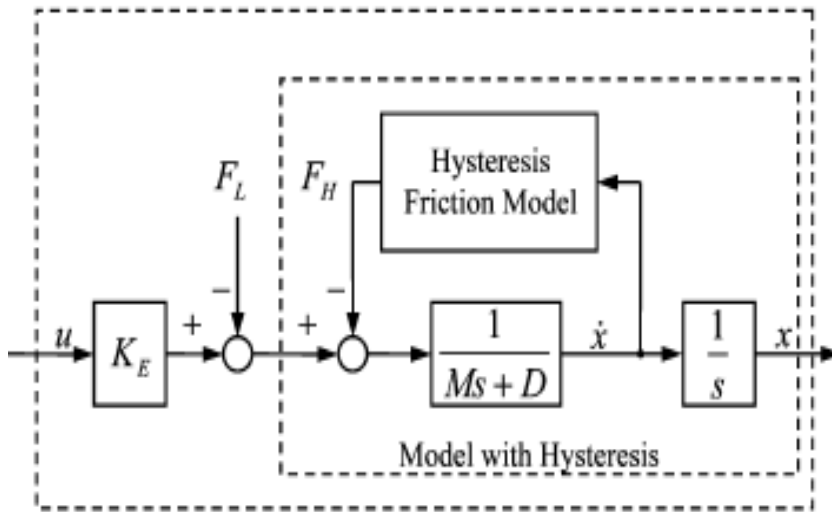 Hysteresis
Friction Model
F_L
F_H
−
−
+
+
u
K_E
1
Ms + D
ẋ
1
s
x
Model with Hysteresis